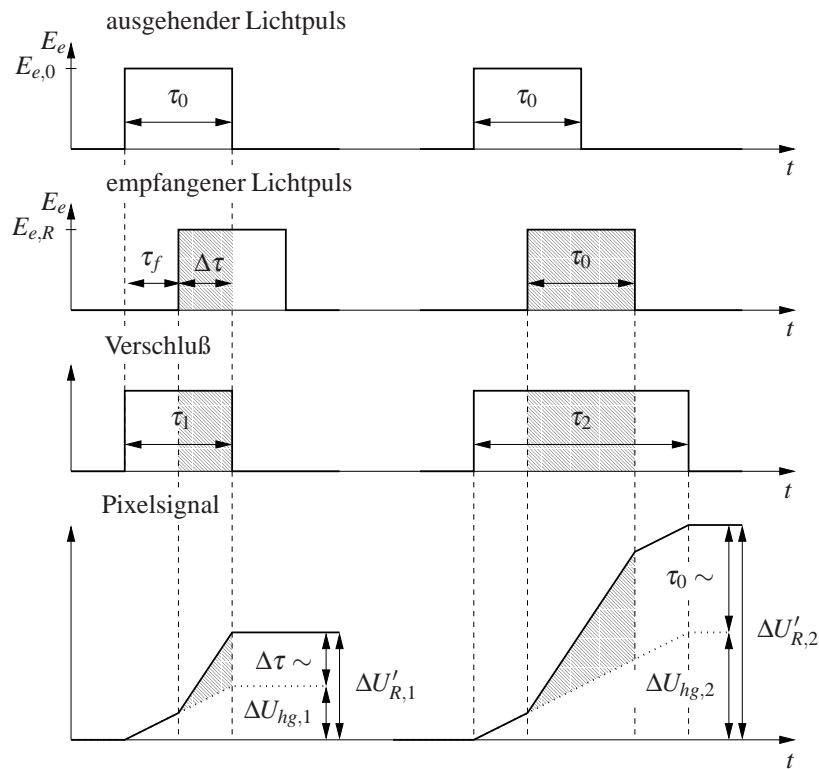 ausgehender Lichtpuls
E_e
E_{e,0}
τ_0
τ_0
t
empfangener Lichtpuls
E_e
E_{e,R}
τ_f
Δτ
τ_0
t
Verschluß
τ_1
τ_2
t
Pixelsignal
τ_0 ∼
Δτ ∼
ΔU'_{R,1}
ΔU'_{R,2}
ΔU_{hg,1}
ΔU_{hg,2}
t